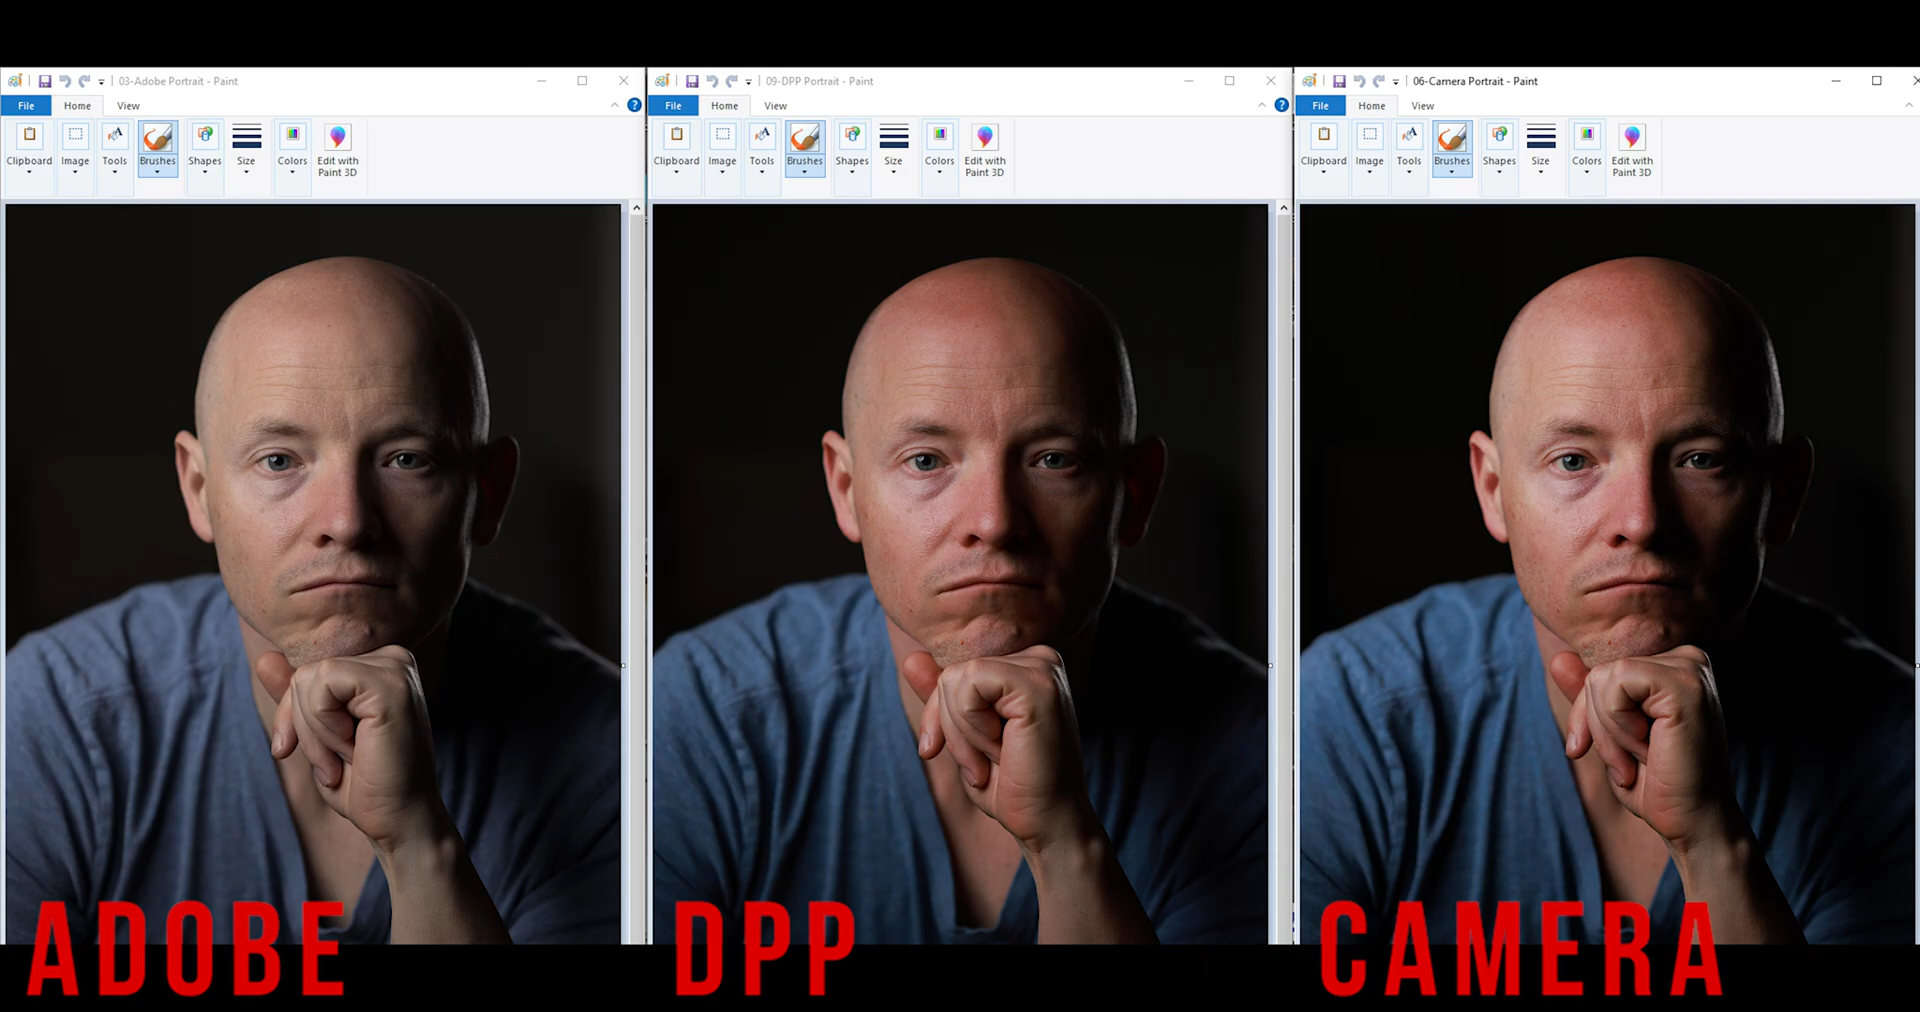 03-Adobe Portrait - Paint
File Home View
Clipboard Image Tools Brushes Shapes Size Colors Edit with Paint 3D
ADOBE
09-DPP Portrait - Paint
File Home View
Clipboard Image Tools Brushes Shapes Size Colors Edit with Paint 3D
DPP
06-Camera Portrait - Paint
File Home View
Clipboard Image Tools Brushes Shapes Size Colors Edit with Paint 3D
CAMERA